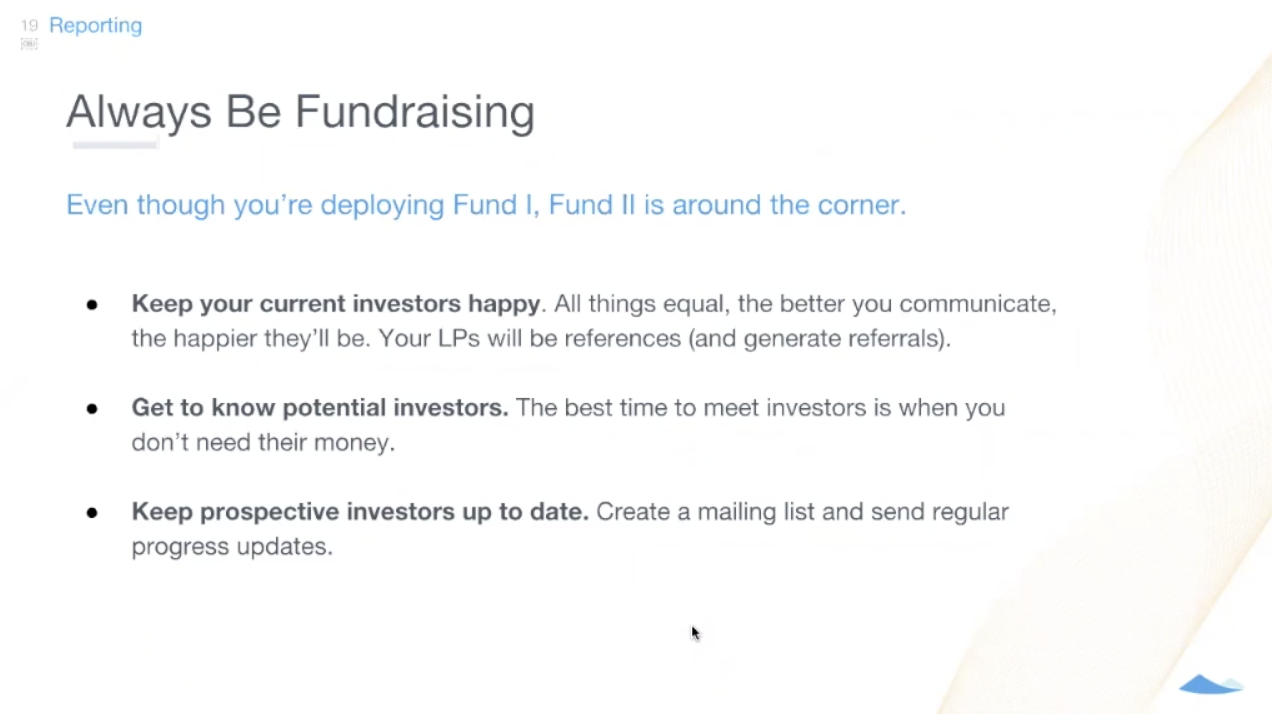 19 Reporting
Always Be Fundraising
Even though you're deploying Fund I, Fund II is around the corner.
● Keep your current investors happy. All things equal, the better you communicate,
the happier they'll be. Your LPs will be references (and generate referrals).
● Get to know potential investors. The best time to meet investors is when you
don't need their money.
● Keep prospective investors up to date. Create a mailing list and send regular
progress updates.